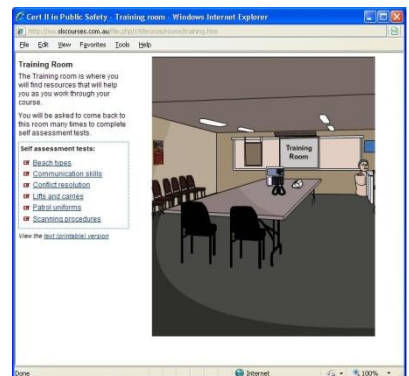 Cert II in Public Safety - Training room - Windows Internet Explorer
File Edit View Favorites Tools Help
Training Room
The Training room is where you
will find resources that will help
you as you work through your
course.
You will be asked to come back to
this room many times to complete
self assessment tests.
Self assessment tests:
Beach types
Communication skills
Conflict resolution
Lifts and carries
Patrol uniforms
Scanning procedures
View the text (printable) version
Training
Room
Done Internet 100%